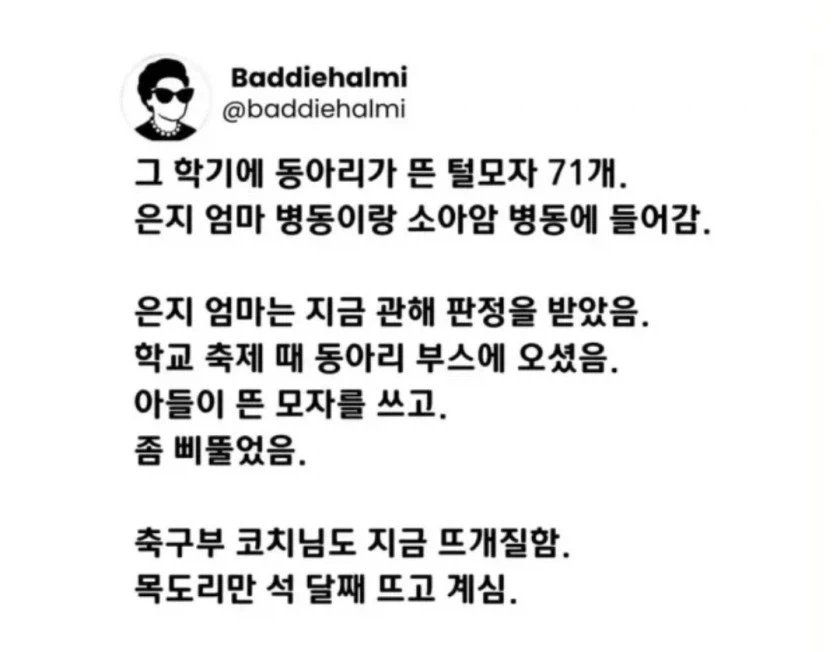 Baddiehalmi
@baddiehalmi
그 학기에 동아리가 뜬 털모자 71개.
은지 엄마 병동이랑 소아암 병동에 들어감.
은지 엄마는 지금 관해 판정을 받았음.
학교 축제 때 동아리 부스에 오셨음.
아들이 뜬 모자를 쓰고.
좀 삐뚤었음.
축구부 코치님도 지금 뜨개질함.
목도리만 석 달째 뜨고 계심.